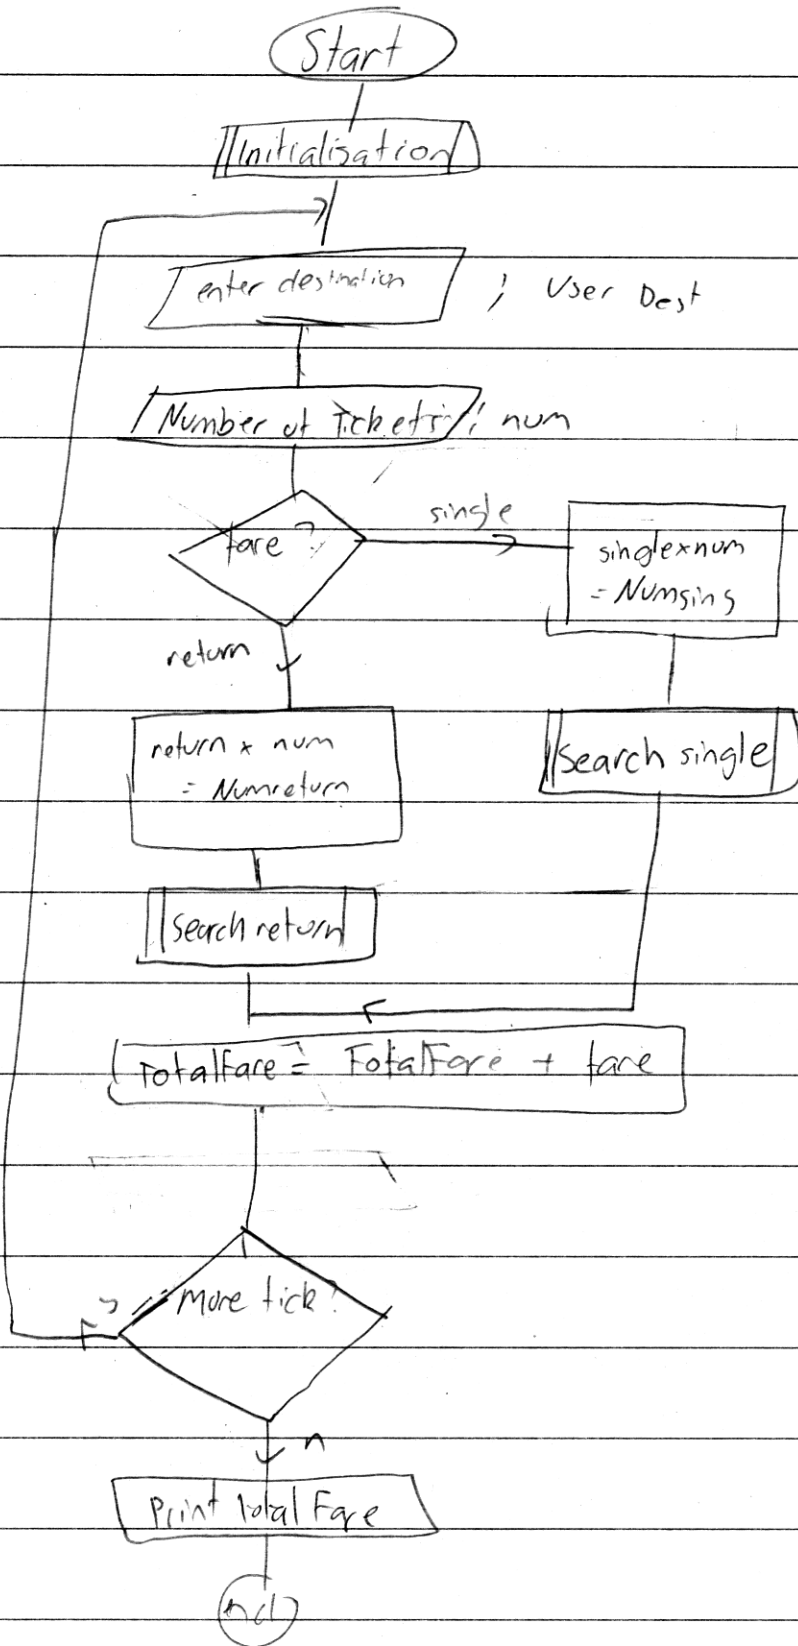 Start
Initialisation
enter destination ; User Dest
Number of Tickets ; num
fare ?
single
single x num
= Numsing
return
return x num
= Numreturn
Search single
Search return
TotalFare = TotalFare + fare
y
More tick?
n
Print Total Fare
End